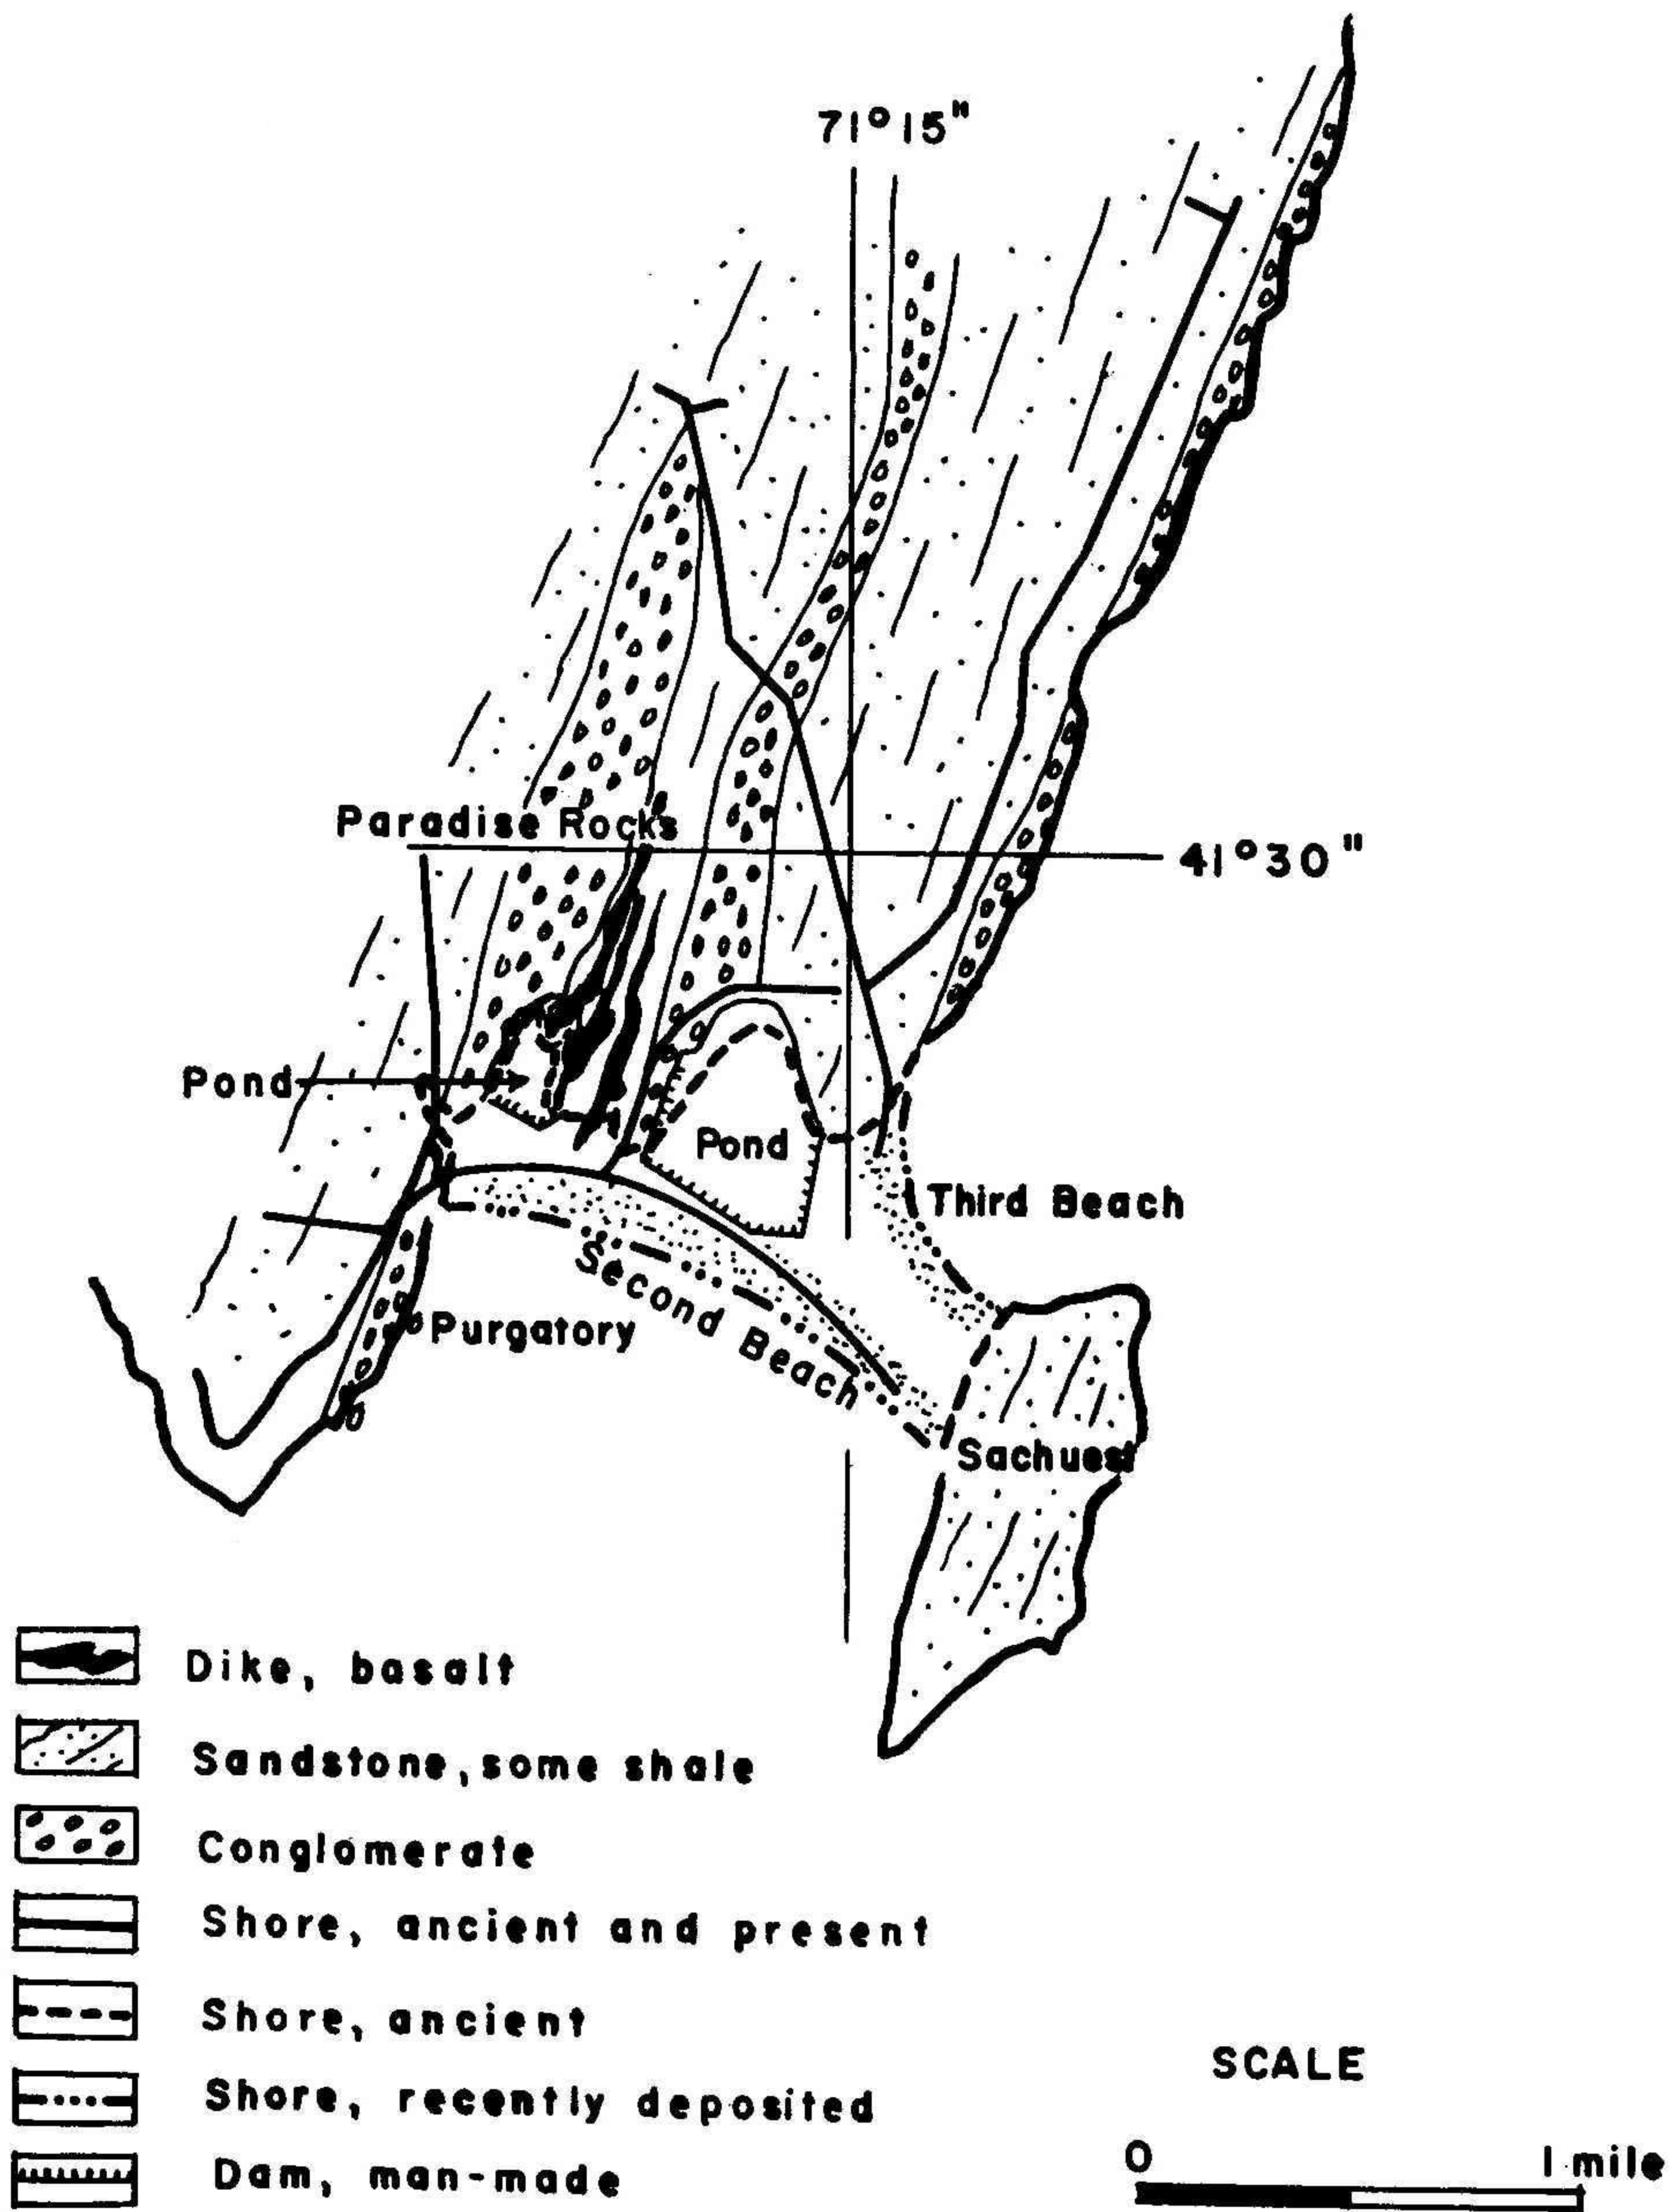 71°15"
Paradise Rocks
41°30"
Pond
Pond
Third Beach
Second Beach
Purgatory
Sachuest
Dike, basalt
Sandstone, some shale
Conglomerate
Shore, ancient and present
Shore, ancient
Shore, recently deposited
Dam, man-made
SCALE
0 1 mile